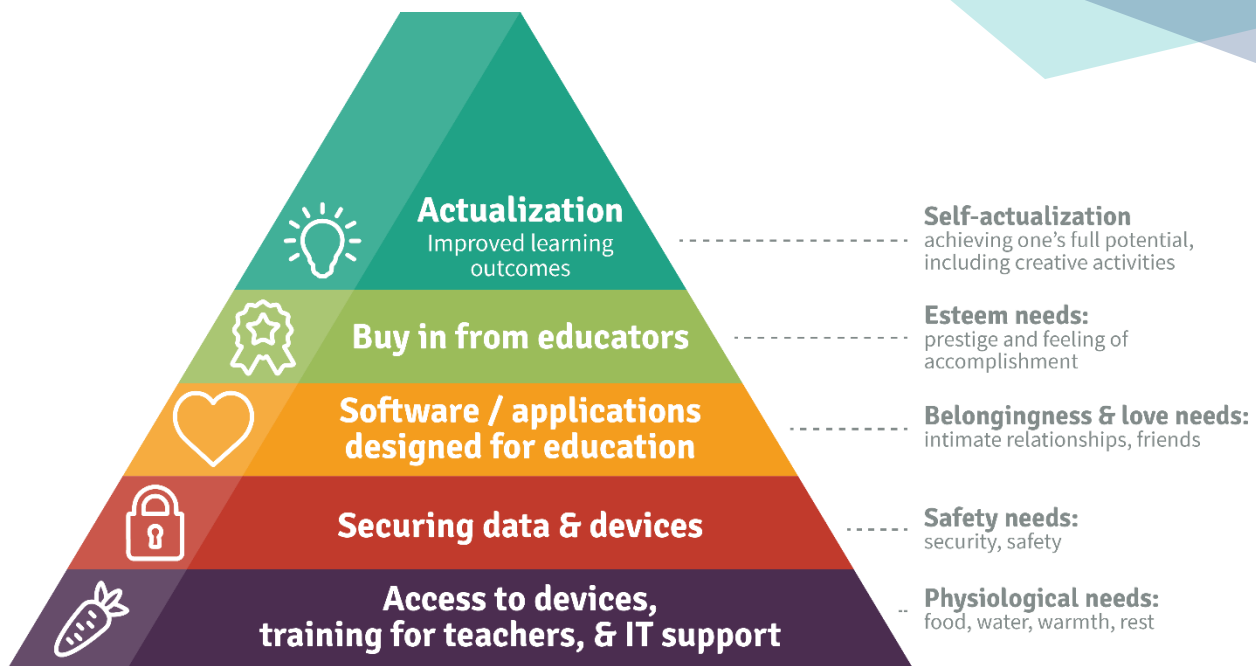 Actualization
Improved learning
outcomes
Self-actualization
achieving one's full potential,
including creative activities
Buy in from educators
Esteem needs:
prestige and feeling of
accomplishment
Software / applications
designed for education
Belongingness & love needs:
intimate relationships, friends
Securing data & devices
Safety needs:
security, safety
Access to devices,
training for teachers, & IT support
Physiological needs:
food, water, warmth, rest